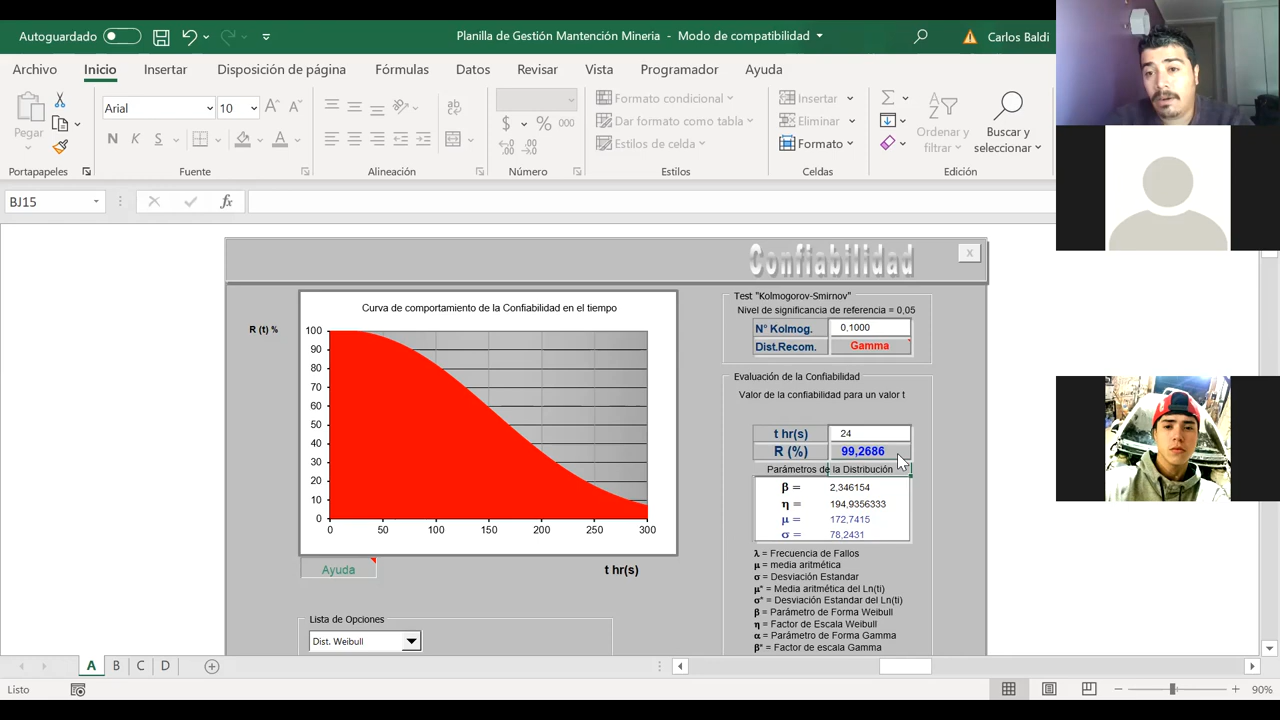 Autoguardado
Planilla de Gestión Mantención Mineria - Modo de compatibilidad
Carlos Baldi
Archivo Inicio Insertar Disposición de página Fórmulas Datos Revisar Vista Programador Ayuda
Pegar
Arial 10
N K S
Formato condicional
Dar formato como tabla
Estilos de celda
Insertar
Eliminar
Formato
Ordenar y filtrar
Buscar y seleccionar
$ % 000
Portapapeles Fuente Alineación Número Estilos Celdas Edición
BJ15
fx
Confiabilidad
X
Curva de comportamiento de la Confiabilidad en el tiempo
R (t) %
100
90
80
70
60
50
40
30
20
10
0
0 50 100 150 200 250 300
Ayuda
t hr(s)
Lista de Opciones
Dist. Weibull
Test "Kolmogorov-Smirnov"
Nivel de significancia de referencia = 0,05
N° Kolmog. 0,1000
Dist.Recom. Gamma
Evaluación de la Confiabilidad
Valor de la confiabilidad para un valor t
t hr(s) 24
R (%) 99,2686
Parámetros de la Distribución
β = 2,346154
η = 194,9356333
μ = 172,7415
σ = 78,2431
λ = Frecuencia de Fallos
μ = media aritmética
σ = Desviación Estandar
μ* = Media aritmética del Ln(ti)
σ* = Desviación Estandar del Ln(ti)
β = Parámetro de Forma Weibull
η = Factor de Escala Weibull
α = Parámetro de Forma Gamma
β* = Factor de escala Gamma
A B C D
Listo
90%